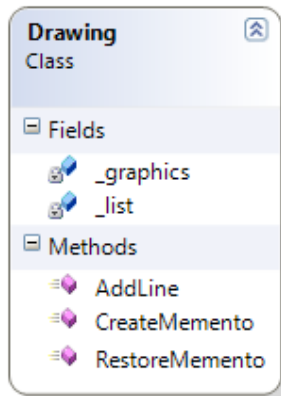 Drawing
Class
Fields
_graphics
_list
Methods
AddLine
CreateMemento
RestoreMemento